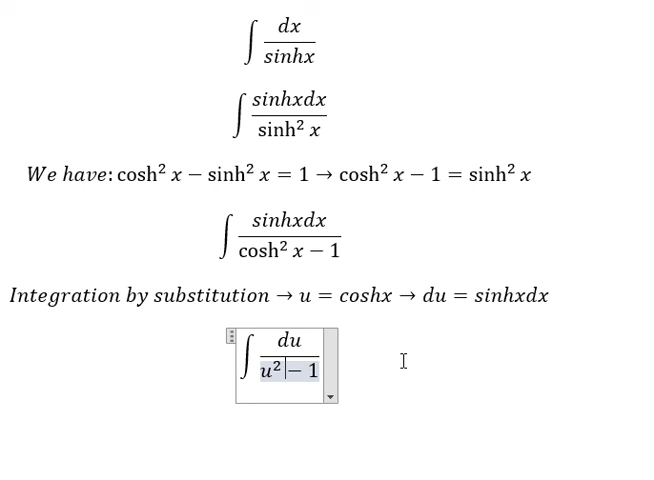 ∫ dx / sinhx
∫ sinhxdx / sinh² x
We have: cosh² x − sinh² x = 1 → cosh² x − 1 = sinh² x
∫ sinhxdx / cosh² x − 1
Integration by substitution → u = coshx → du = sinhxdx
∫ du / u² − 1